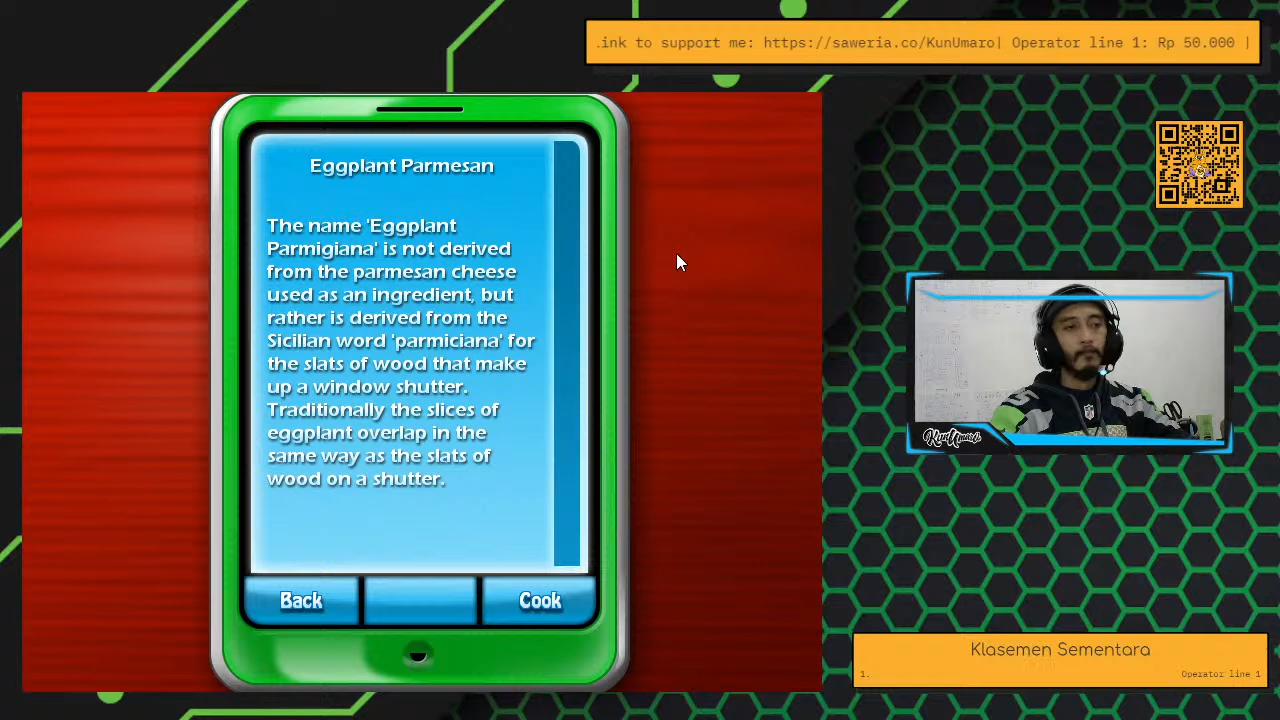 .ink to support me: https://saweria.co/KunUmaro| Operator line 1: Rp 50.000 |
Eggplant Parmesan
The name 'Eggplant
Parmigiana' is not derived
from the parmesan cheese
used as an ingredient, but
rather is derived from the
Sicilian word 'parmiciana' for
the slats of wood that make
up a window shutter.
Traditionally the slices of
eggplant overlap in the
same way as the slats of
wood on a shutter.
Back
Cook
KunUmaro
Klasemen Sementara
1.
Operator line 1